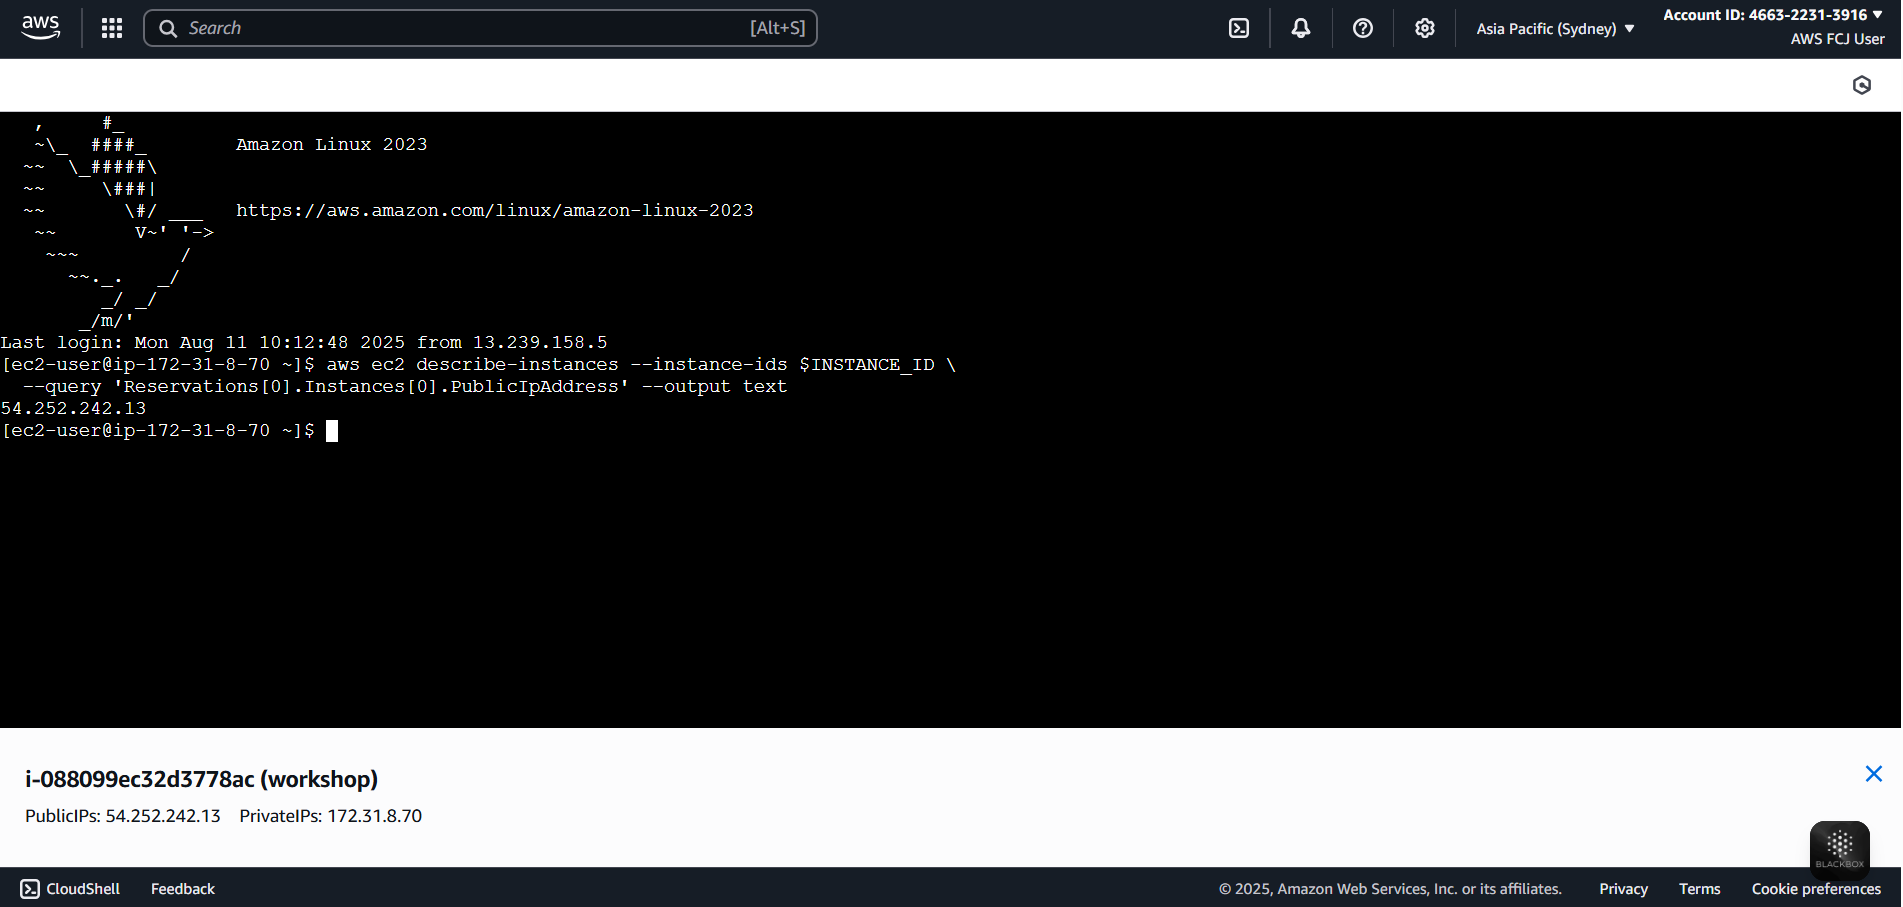 aws
Search [Alt+S]
Asia Pacific (Sydney) ▼
Account ID: 4663-2231-3916 ▼
AWS FCJ User
   ,     #_
   ~\_  ####_        Amazon Linux 2023
  ~~  \_#####\
  ~~     \###|
  ~~       \#/ ___   https://aws.amazon.com/linux/amazon-linux-2023
   ~~       V~' '->
    ~~~         /
      ~~._.   _/
         _/ _/
       _/m/'
Last login: Mon Aug 11 10:12:48 2025 from 13.239.158.5
[ec2-user@ip-172-31-8-70 ~]$ aws ec2 describe-instances --instance-ids $INSTANCE_ID \
  --query 'Reservations[0].Instances[0].PublicIpAddress' --output text
54.252.242.13
[ec2-user@ip-172-31-8-70 ~]$
i-088099ec32d3778ac (workshop)
PublicIPs: 54.252.242.13 PrivateIPs: 172.31.8.70
BLACKBOX
CloudShell Feedback © 2025, Amazon Web Services, Inc. or its affiliates. Privacy Terms Cookie preferences